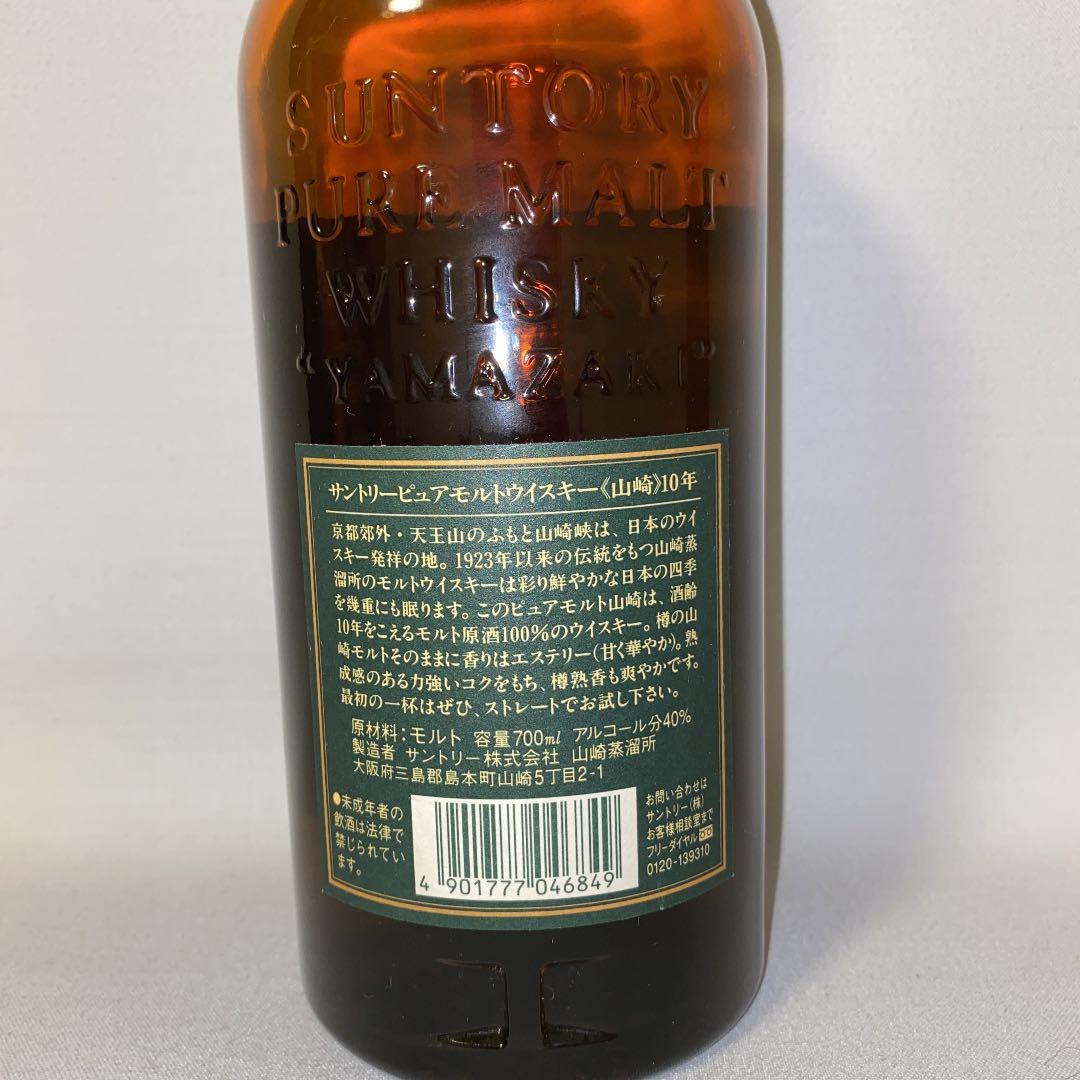 SUNTORY
PURE MALT
WHISKY
"YAMAZAKI"
サントリーピュアモルトウイスキー《山崎》10年
京都郊外・天王山のふもと山崎峡は、日本のウイ
スキー発祥の地。1923年以来の伝統をもつ山崎蒸
溜所のモルトウイスキーは彩り鮮やかな日本の四季
を幾重にも眠ります。このピュアモルト山崎は、酒齢
10年をこえるモルト原酒100%のウイスキー。樽の山
崎モルトそのままに香りはエステリー(甘く華やか)。熟
成感のある力強いコクをもち、樽熟香も爽やかです。
最初の一杯はぜひ、ストレートでお試し下さい。
原材料:モルト 容量700ml アルコール分40%
製造者 サントリー株式会社 山崎蒸溜所
大阪府三島郡島本町山崎5丁目2-1
●未成年者の
飲酒は法律で
禁じられてい
ます。
4 901777 046849
お問い合わせは
サントリー(株)
お客様相談室まで
フリーダイヤル
0120-139310